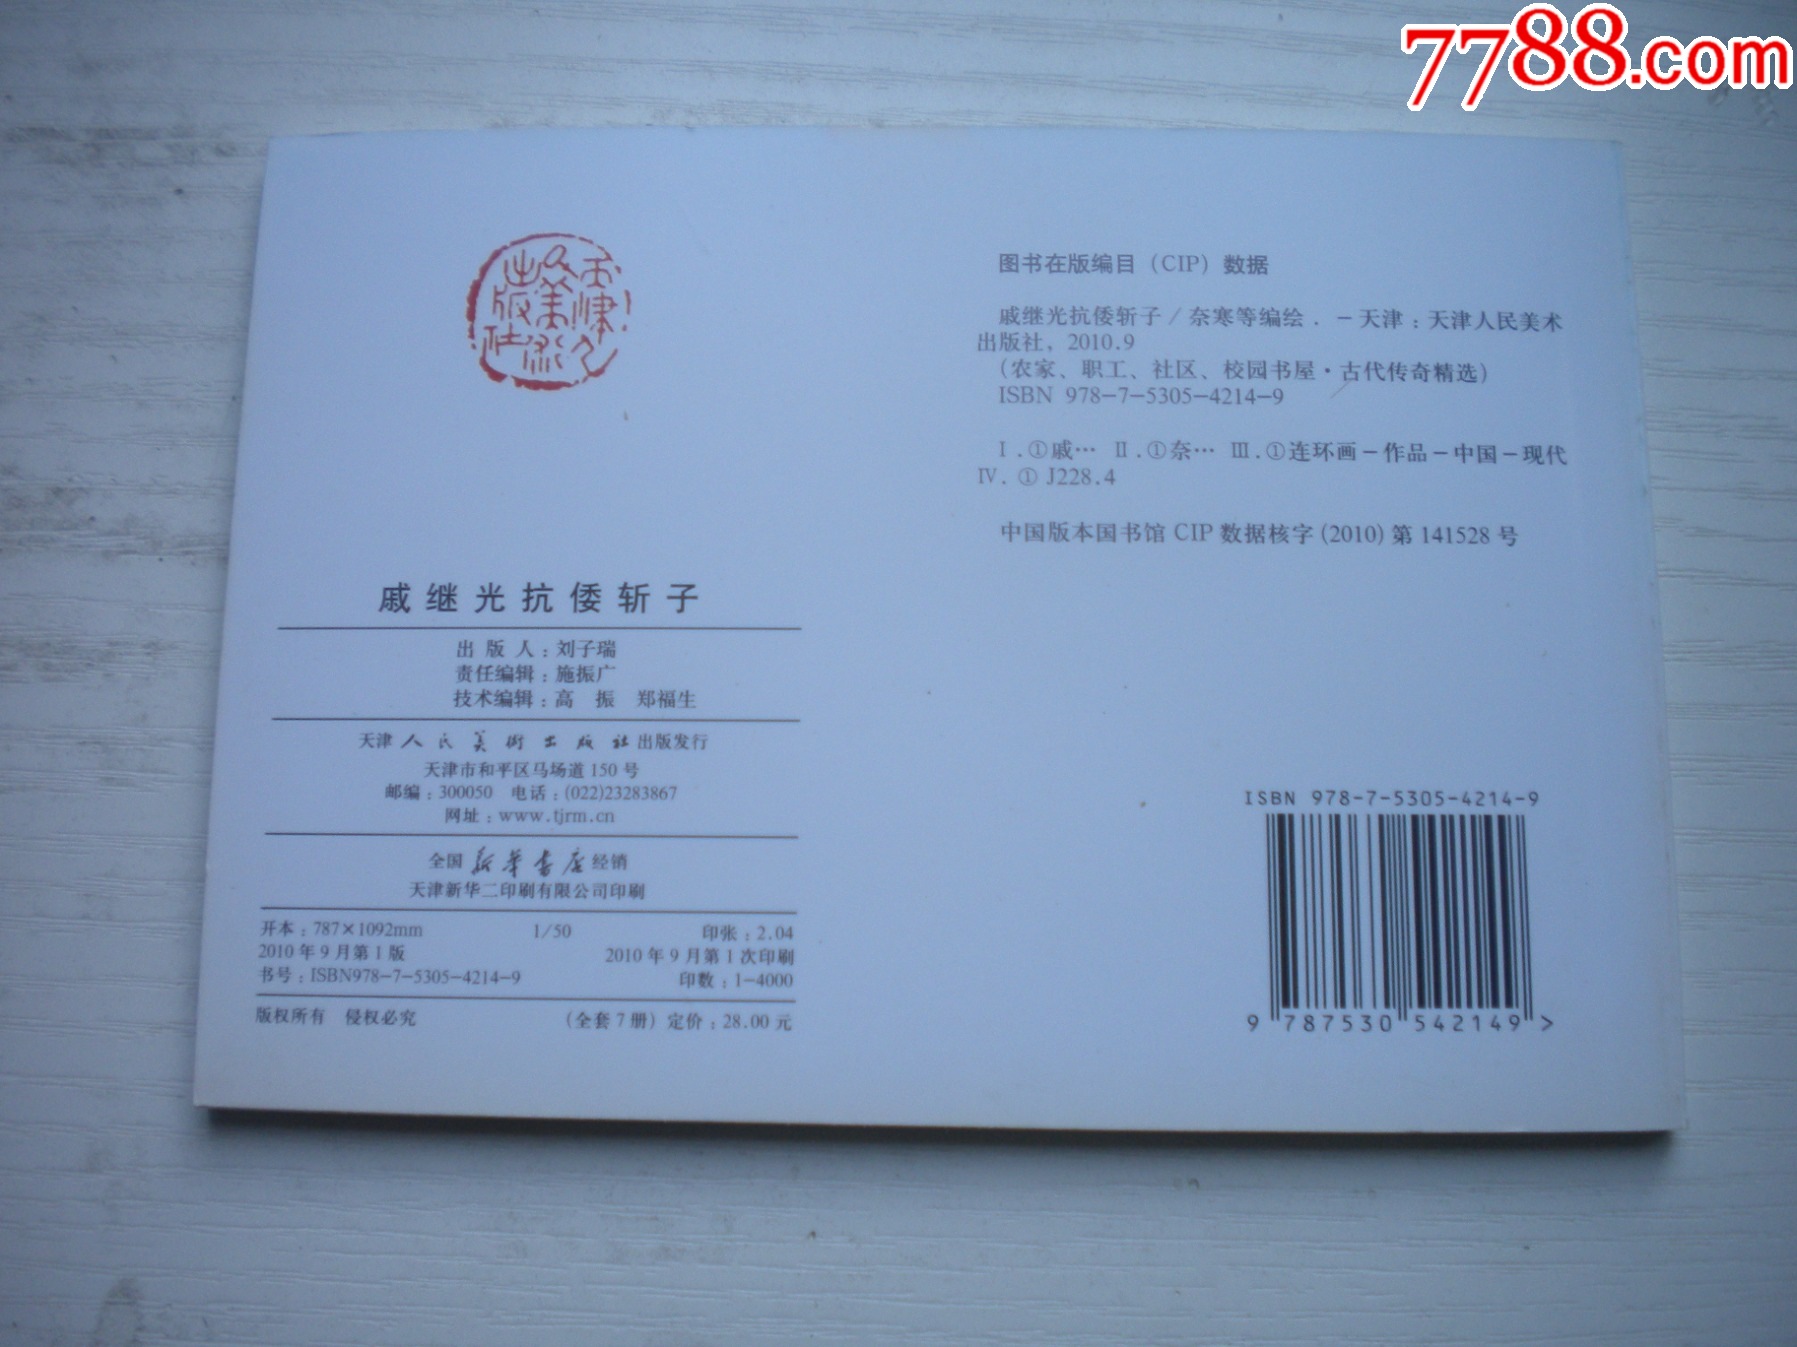 7788.com
天津人民美术出版社
图书在版编目（CIP）数据
戚继光抗倭斩子／奈寒等编绘．－天津：天津人民美术
出版社，2010.9
（农家、职工、社区、校园书屋·古代传奇精选）
ISBN 978-7-5305-4214-9
Ⅰ.①戚… Ⅱ.①奈… Ⅲ.①连环画－作品－中国－现代
Ⅳ.① J228.4
中国版本国书馆 CIP 数据核字（2010）第 141528 号
戚继光抗倭斩子
出 版 人：刘子瑞
责任编辑：施振广
技术编辑：高 振 郑福生
天津人民美術出版社出版发行
天津市和平区马场道 150 号
邮编：300050 电话：(022)23283867
网址：www.tjrm.cn
全国新华書店经销
天津新华二印刷有限公司印刷
开本：787×1092mm 1/50 印张：2.04
2010 年 9 月第 1 版 2010 年 9 月第 1 次印刷
书号：ISBN978-7-5305-4214-9 印数：1-4000
版权所有 侵权必究 （全套 7 册）定价：28.00 元
ISBN 978-7-5305-4214-9
9 787530 542149 >